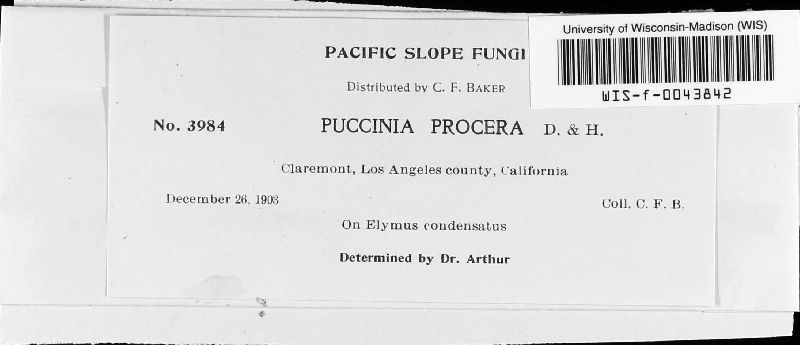 University of Wisconsin-Madison (WIS)
WIS-f-0043842
PACIFIC SLOPE FUNGI
Distributed by C. F. BAKER
No. 3984 PUCCINIA PROCERA D. & H.
Claremont, Los Angeles county, California
December 26, 1903 Coll. C. F. B.
On Elymus condensatus
Determined by Dr. Arthur